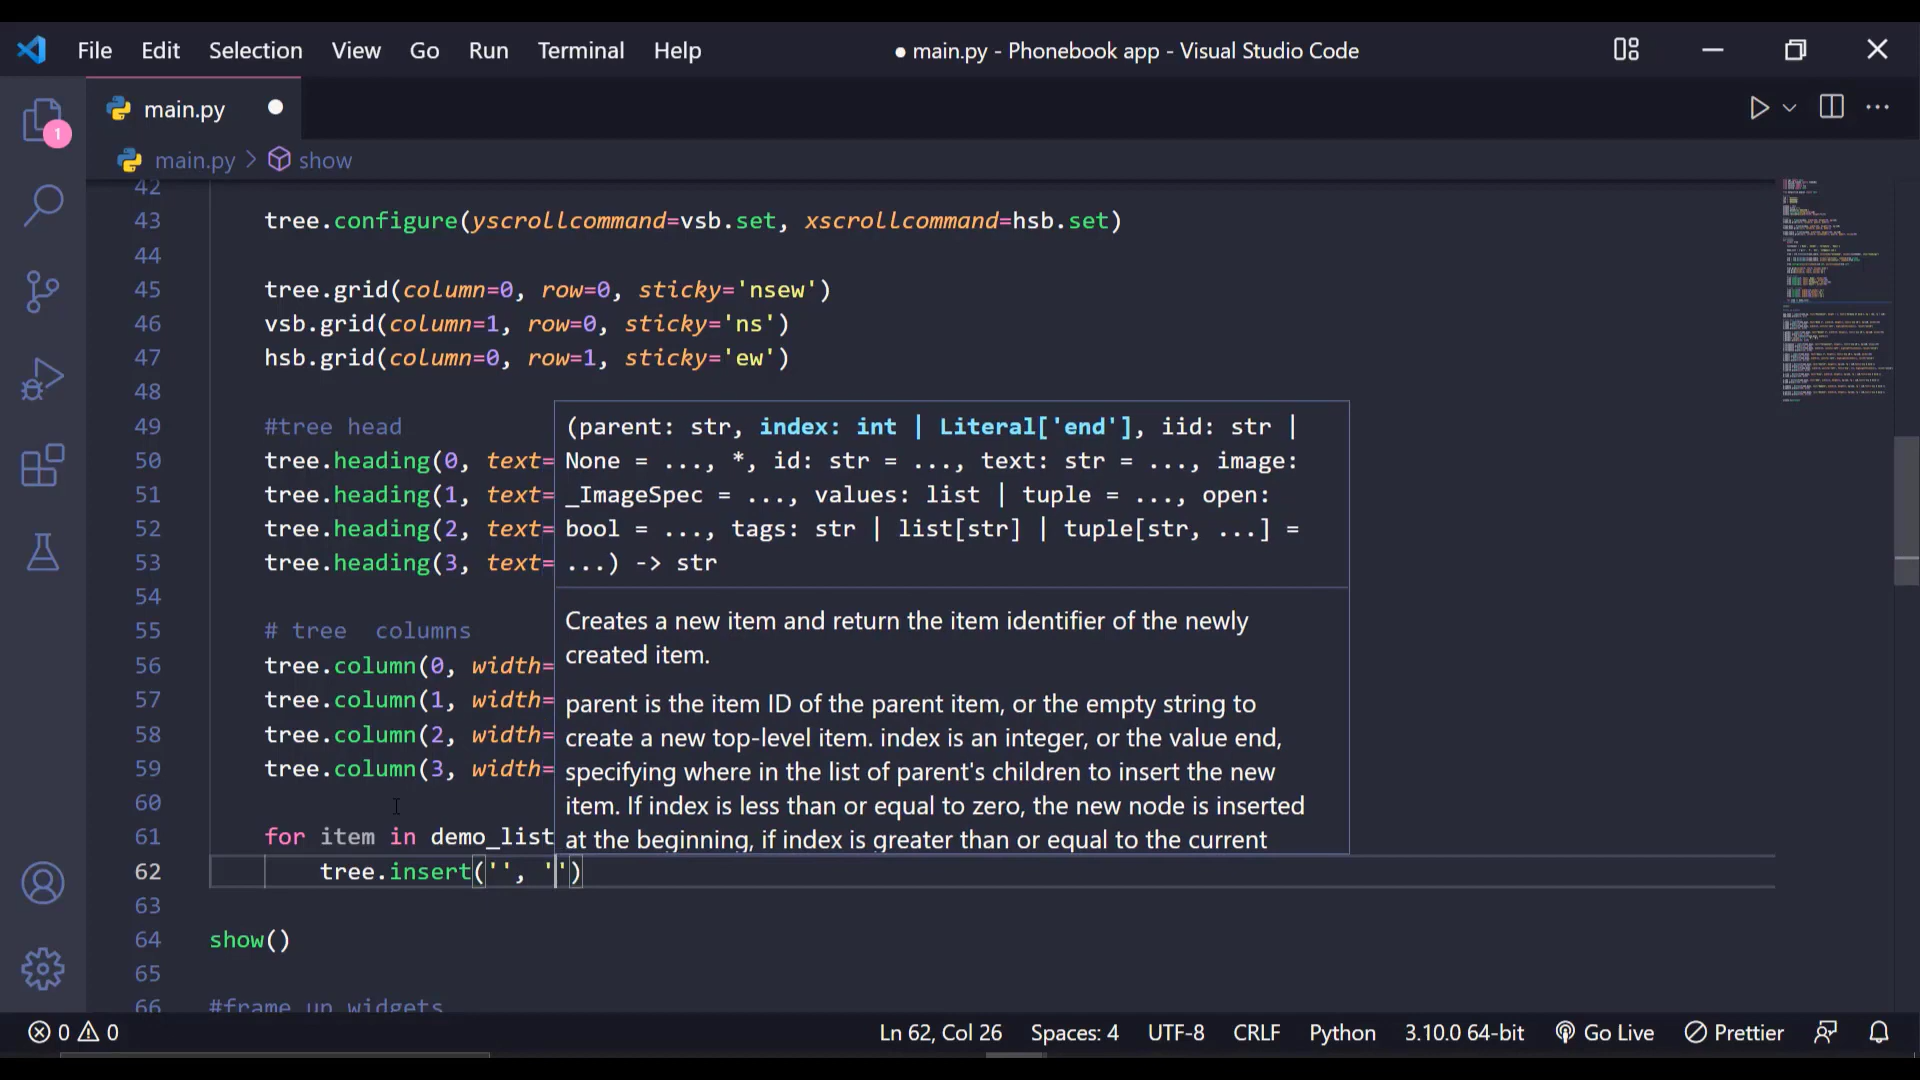 File Edit Selection View Go Run Terminal Help ● main.py - Phonebook app - Visual Studio Code
main.py
1
main.py > show
42
43 tree.configure(yscrollcommand=vsb.set, xscrollcommand=hsb.set)
44
45 tree.grid(column=0, row=0, sticky='nsew')
46 vsb.grid(column=1, row=0, sticky='ns')
47 hsb.grid(column=0, row=1, sticky='ew')
48
49 #tree head
50 tree.heading(0, text=
51 tree.heading(1, text=
52 tree.heading(2, text=
53 tree.heading(3, text=
54
55 # tree  columns
56 tree.column(0, width=
57 tree.column(1, width=
58 tree.column(2, width=
59 tree.column(3, width=
60
61 for item in demo_list
62 tree.insert('', '')
63
64 show()
65
66 #frame up widgets
(parent: str, index: int | Literal['end'], iid: str |
None = ..., *, id: str = ..., text: str = ..., image:
_ImageSpec = ..., values: list | tuple = ..., open:
bool = ..., tags: str | list[str] | tuple[str, ...] =
...) -> str
Creates a new item and return the item identifier of the newly
created item.
parent is the item ID of the parent item, or the empty string to
create a new top-level item. index is an integer, or the value end,
specifying where in the list of parent's children to insert the new
item. If index is less than or equal to zero, the new node is inserted
at the beginning, if index is greater than or equal to the current
0 0 Ln 62, Col 26 Spaces: 4 UTF-8 CRLF Python 3.10.0 64-bit Go Live Prettier